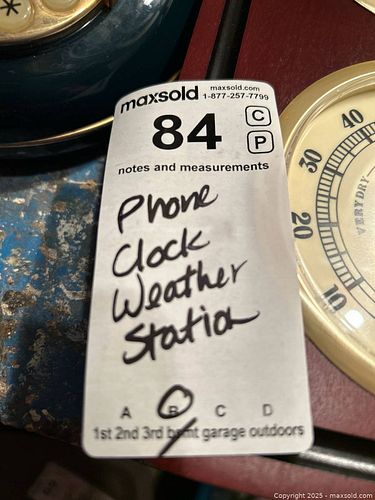 *
maxsold
maxsold.com
1-877-257-7799
84
C
P
notes and measurements
Phone
Clock
Weather
Station
A B C D
1st 2nd 3rd bsmt garage outdoors
40
30
20
10
VERY DRY
Copyright 2025 - maxsold.com